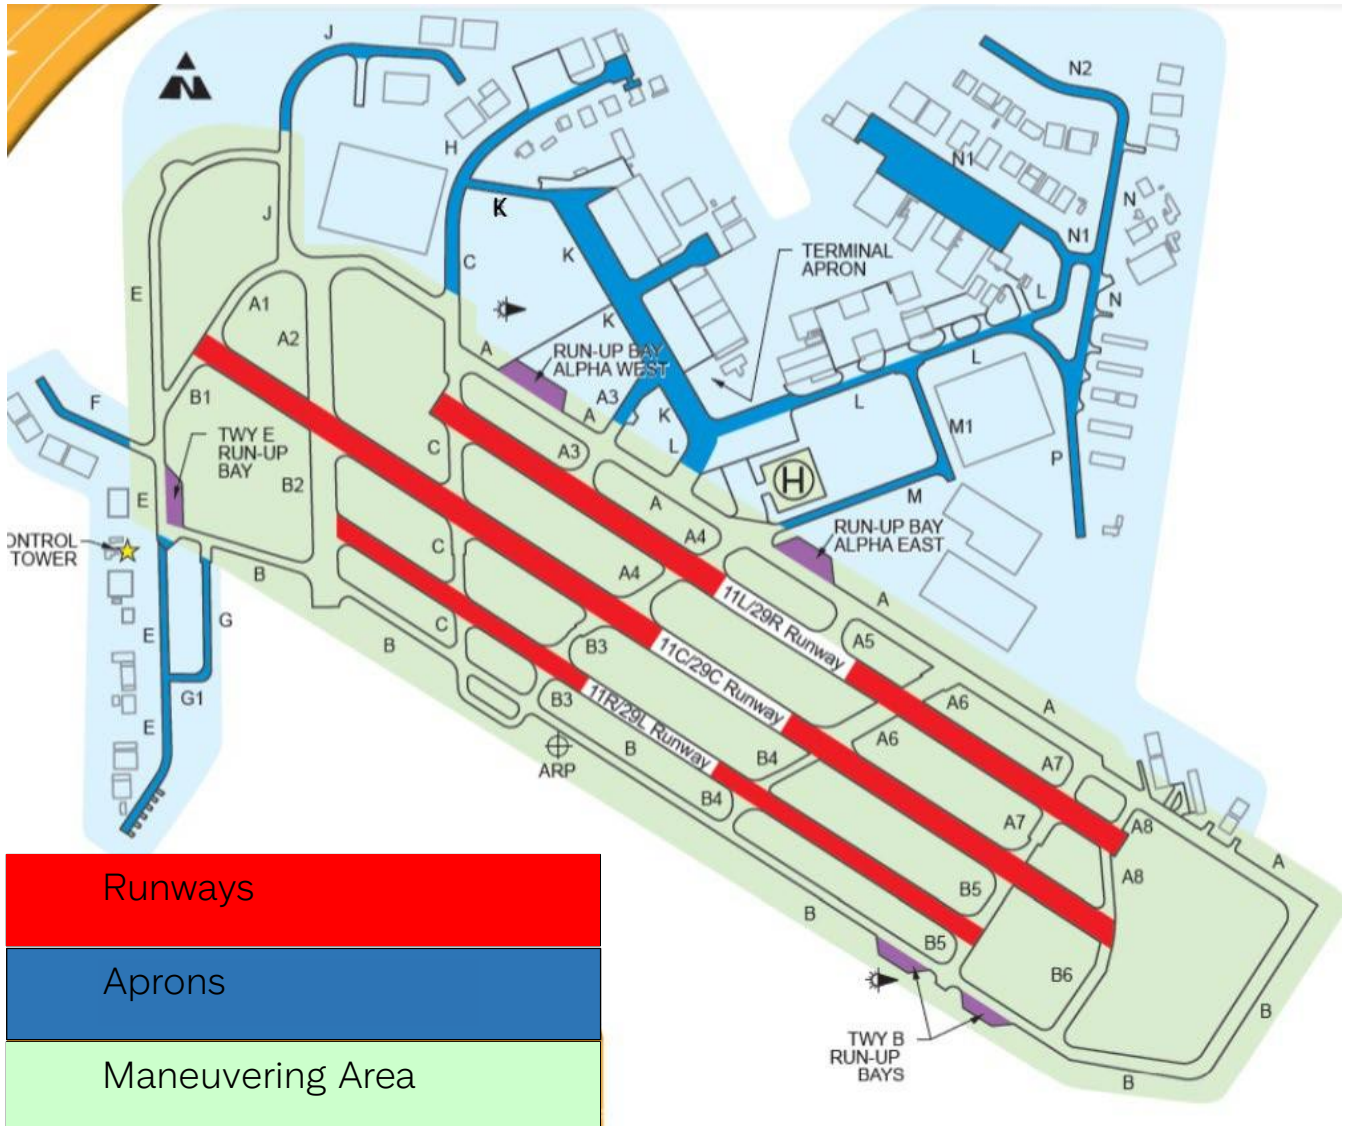 J
N2
N
H
N1
K
N
J
K
C
TERMINAL
APRON
N1
E
A1
L
N
A2
K
A
RUN-UP BAY
ALPHA WEST
L
F
B1
A3
A
K
L
M1
TWY E
RUN-UP
BAY
C
A3
L
P
B2
E
A
H
M
ONTROL
TOWER
C
A4
RUN-UP BAY
ALPHA EAST
B
A4
A
E
G
C
11L/29R Runway
A5
B
B3
11C/29C Runway
G1
B3
11R/29L Runway
A6
A
E
B
A6
ARP
B4
A7
B4
A7
A8
Runways
A8
A
B5
B
B5
Aprons
B6
B
TWY B
RUN-UP
BAYS
Maneuvering Area
B